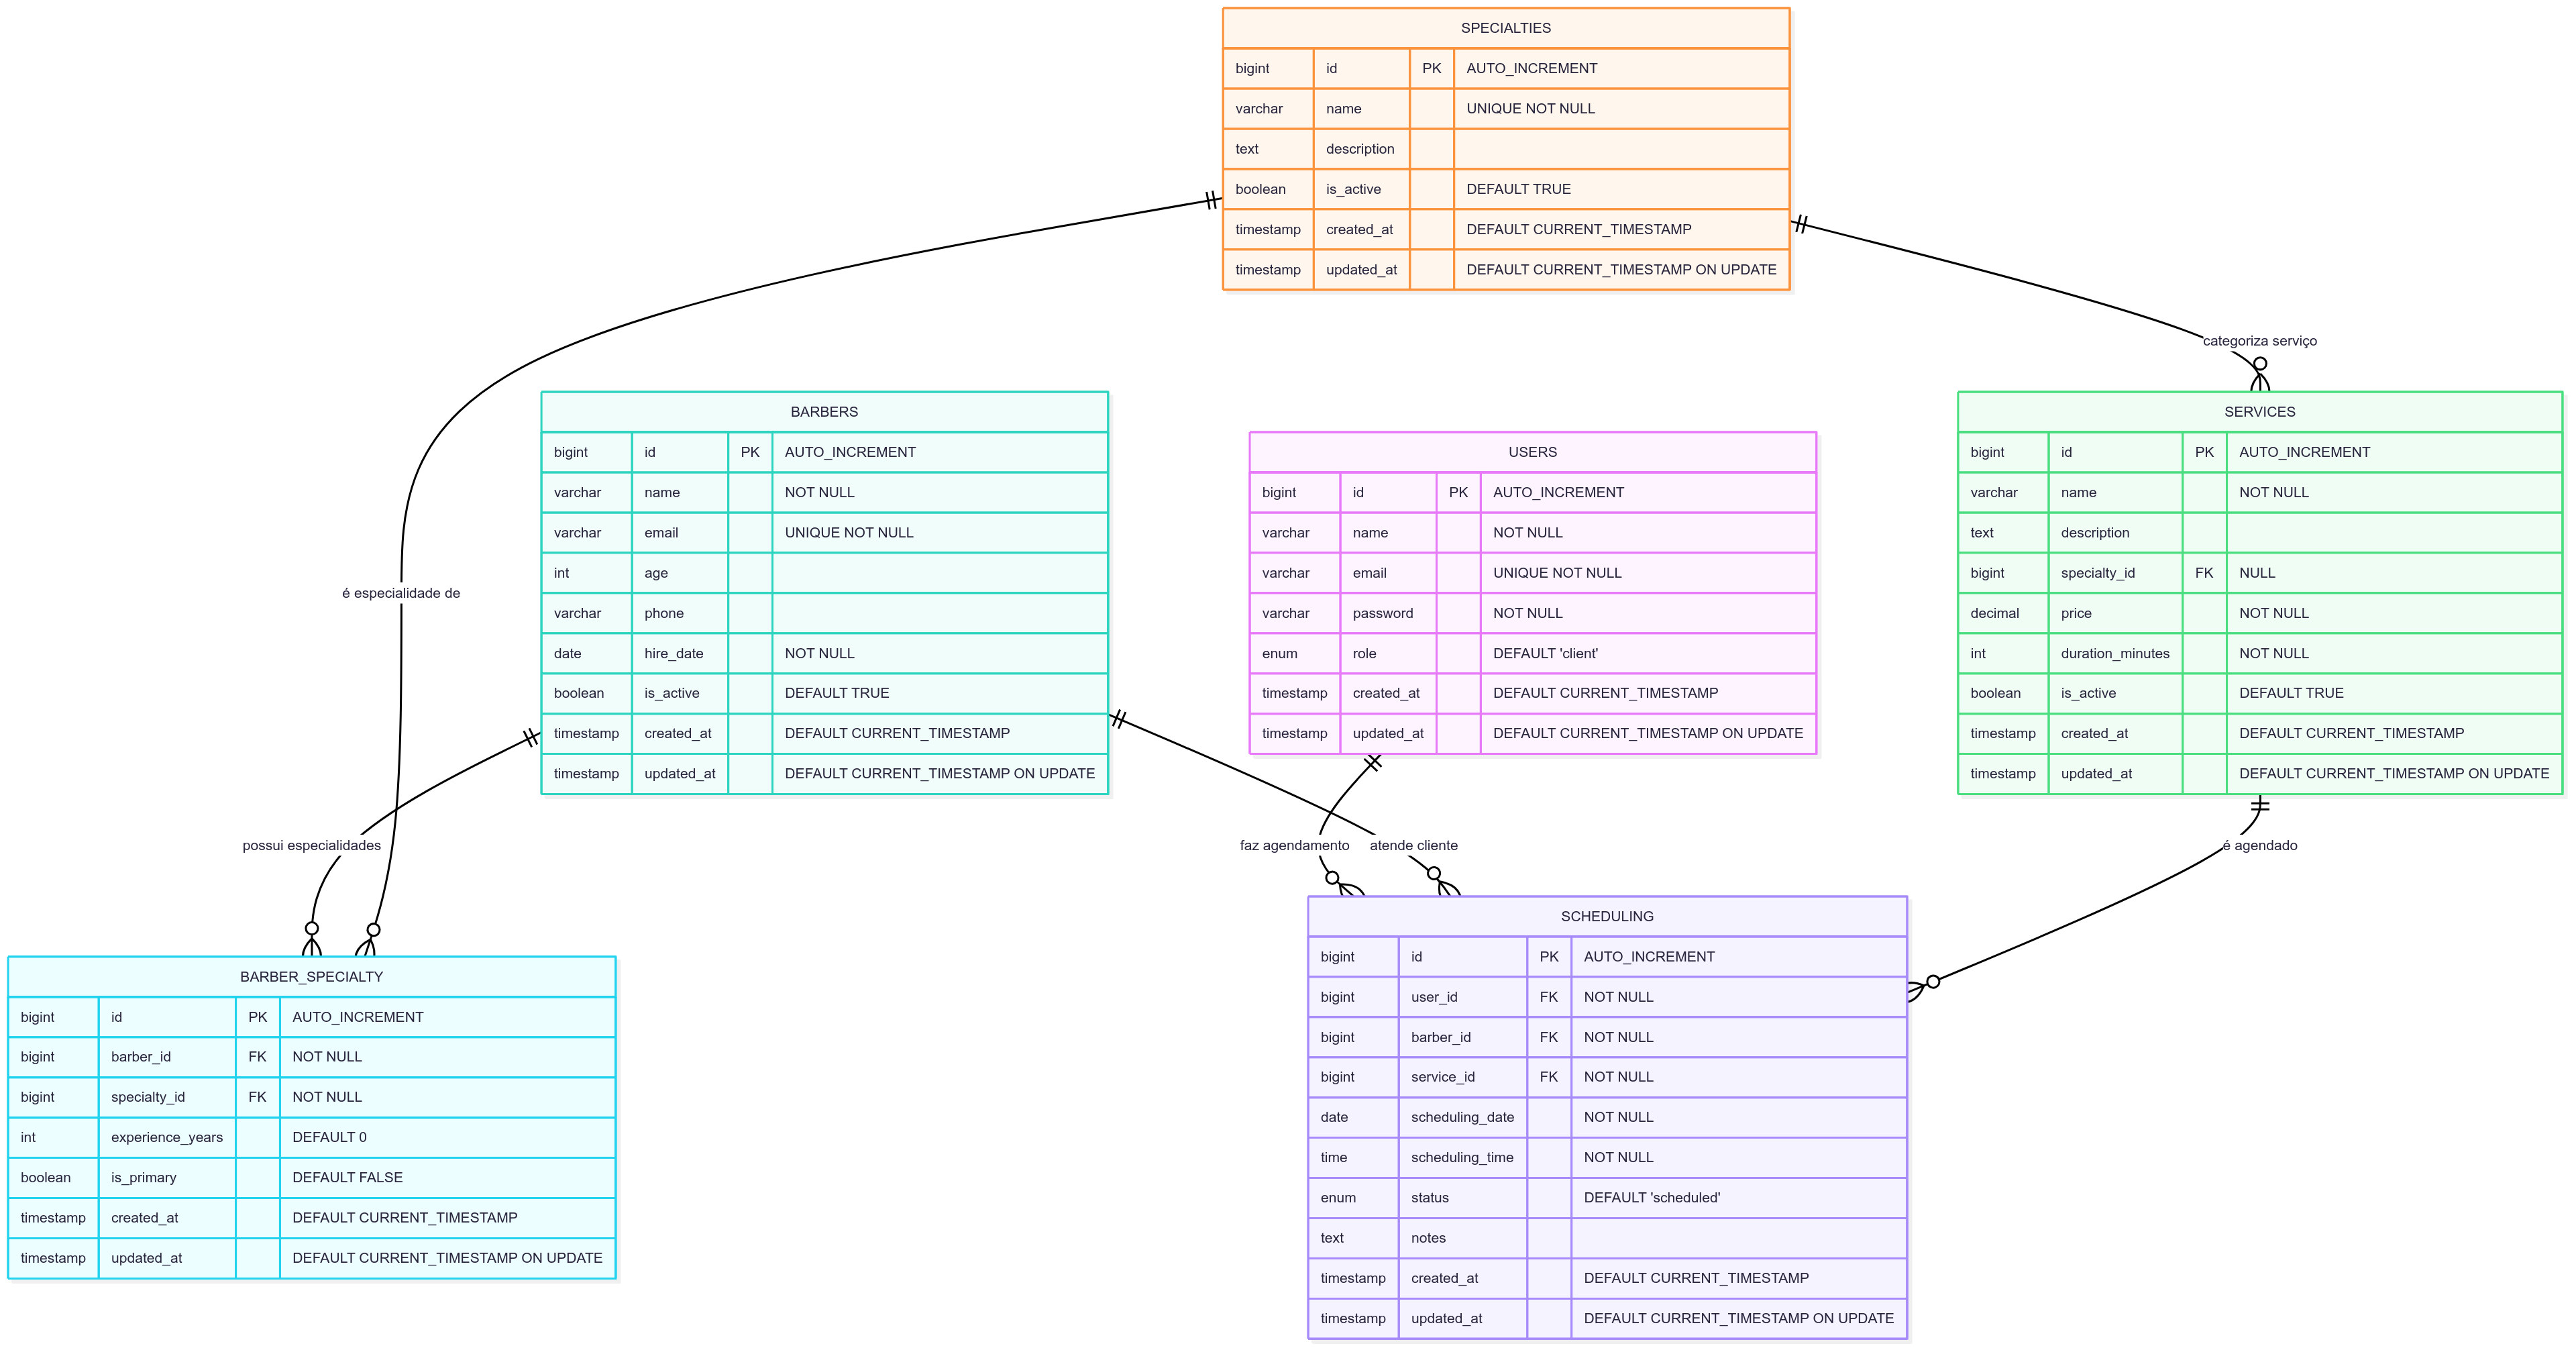 SPECIALTIES
bigint id PK AUTO_INCREMENT
varchar name UNIQUE NOT NULL
text description
boolean is_active DEFAULT TRUE
timestamp created_at DEFAULT CURRENT_TIMESTAMP
timestamp updated_at DEFAULT CURRENT_TIMESTAMP ON UPDATE
categoriza serviço
é especialidade de
BARBERS
bigint id PK AUTO_INCREMENT
varchar name NOT NULL
varchar email UNIQUE NOT NULL
int age
varchar phone
date hire_date NOT NULL
boolean is_active DEFAULT TRUE
timestamp created_at DEFAULT CURRENT_TIMESTAMP
timestamp updated_at DEFAULT CURRENT_TIMESTAMP ON UPDATE
USERS
bigint id PK AUTO_INCREMENT
varchar name NOT NULL
varchar email UNIQUE NOT NULL
varchar password NOT NULL
enum role DEFAULT 'client'
timestamp created_at DEFAULT CURRENT_TIMESTAMP
timestamp updated_at DEFAULT CURRENT_TIMESTAMP ON UPDATE
SERVICES
bigint id PK AUTO_INCREMENT
varchar name NOT NULL
text description
bigint specialty_id FK NULL
decimal price NOT NULL
int duration_minutes NOT NULL
boolean is_active DEFAULT TRUE
timestamp created_at DEFAULT CURRENT_TIMESTAMP
timestamp updated_at DEFAULT CURRENT_TIMESTAMP ON UPDATE
possui especialidades
faz agendamento
atende cliente
é agendado
BARBER_SPECIALTY
bigint id PK AUTO_INCREMENT
bigint barber_id FK NOT NULL
bigint specialty_id FK NOT NULL
int experience_years DEFAULT 0
boolean is_primary DEFAULT FALSE
timestamp created_at DEFAULT CURRENT_TIMESTAMP
timestamp updated_at DEFAULT CURRENT_TIMESTAMP ON UPDATE
SCHEDULING
bigint id PK AUTO_INCREMENT
bigint user_id FK NOT NULL
bigint barber_id FK NOT NULL
bigint service_id FK NOT NULL
date scheduling_date NOT NULL
time scheduling_time NOT NULL
enum status DEFAULT 'scheduled'
text notes
timestamp created_at DEFAULT CURRENT_TIMESTAMP
timestamp updated_at DEFAULT CURRENT_TIMESTAMP ON UPDATE